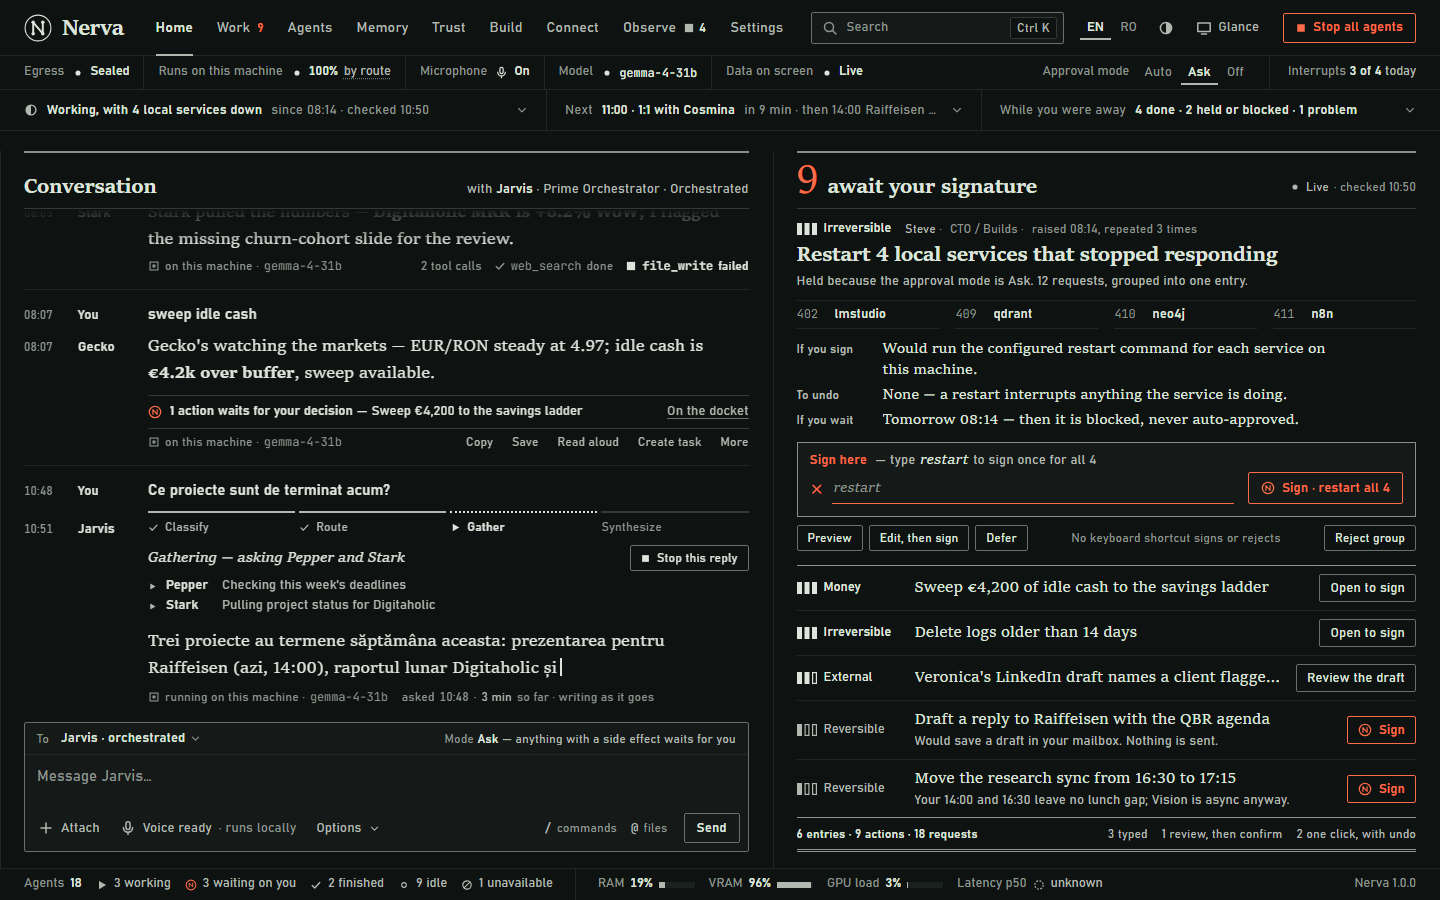 Nerva
Home Work 9 Agents Memory Trust Build Connect Observe 4 Settings
Search Ctrl K
EN RO Glance Stop all agents
Egress Sealed Runs on this machine 100% by route Microphone On Model gemma-4-31b Data on screen Live
Approval mode Auto Ask Off Interrupts 3 of 4 today
Working, with 4 local services down since 08:14 · checked 10:50
Next 11:00 · 1:1 with Cosmina in 9 min · then 14:00 Raiffeisen …
While you were away 4 done · 2 held or blocked · 1 problem
Conversation
with Jarvis · Prime Orchestrator · Orchestrated
08:05 Stark Stark pulled the numbers — Digitaholic MRR is +6.2% WoW, I flagged
the missing churn-cohort slide for the review.
on this machine · gemma-4-31b 2 tool calls web_search done file_write failed
08:07 You sweep idle cash
08:07 Gecko Gecko's watching the markets — EUR/RON steady at 4.97; idle cash is
€4.2k over buffer, sweep available.
1 action waits for your decision — Sweep €4,200 to the savings ladder On the docket
on this machine · gemma-4-31b Copy Save Read aloud Create task More
10:48 You Ce proiecte sunt de terminat acum?
10:51 Jarvis Classify Route Gather Synthesize
Gathering — asking Pepper and Stark Stop this reply
Pepper Checking this week's deadlines
Stark Pulling project status for Digitaholic
Trei proiecte au termene săptămâna aceasta: prezentarea pentru
Raiffeisen (azi, 14:00), raportul lunar Digitaholic și
running on this machine · gemma-4-31b asked 10:48 · 3 min so far · writing as it goes
To Jarvis · orchestrated Mode Ask — anything with a side effect waits for you
Message Jarvis…
Attach Voice ready · runs locally Options / commands @ files Send
9 await your signature
Live · checked 10:50
Irreversible Steve · CTO / Builds · raised 08:14, repeated 3 times
Restart 4 local services that stopped responding
Held because the approval mode is Ask. 12 requests, grouped into one entry.
402 lmstudio 409 qdrant 410 neo4j 411 n8n
If you sign Would run the configured restart command for each service on
this machine.
To undo None — a restart interrupts anything the service is doing.
If you wait Tomorrow 08:14 — then it is blocked, never auto-approved.
Sign here — type restart to sign once for all 4
restart
Sign · restart all 4
Preview Edit, then sign Defer No keyboard shortcut signs or rejects Reject group
Money Sweep €4,200 of idle cash to the savings ladder Open to sign
Irreversible Delete logs older than 14 days Open to sign
External Veronica's LinkedIn draft names a client flagge… Review the draft
Reversible Draft a reply to Raiffeisen with the QBR agenda
Would save a draft in your mailbox. Nothing is sent.
Sign
Reversible Move the research sync from 16:30 to 17:15
Your 14:00 and 16:30 leave no lunch gap; Vision is async anyway.
Sign
6 entries · 9 actions · 18 requests 3 typed 1 review, then confirm 2 one click, with undo
Agents 18 3 working 3 waiting on you 2 finished 9 idle 1 unavailable
RAM 19% VRAM 96% GPU load 3% Latency p50 unknown
Nerva 1.0.0